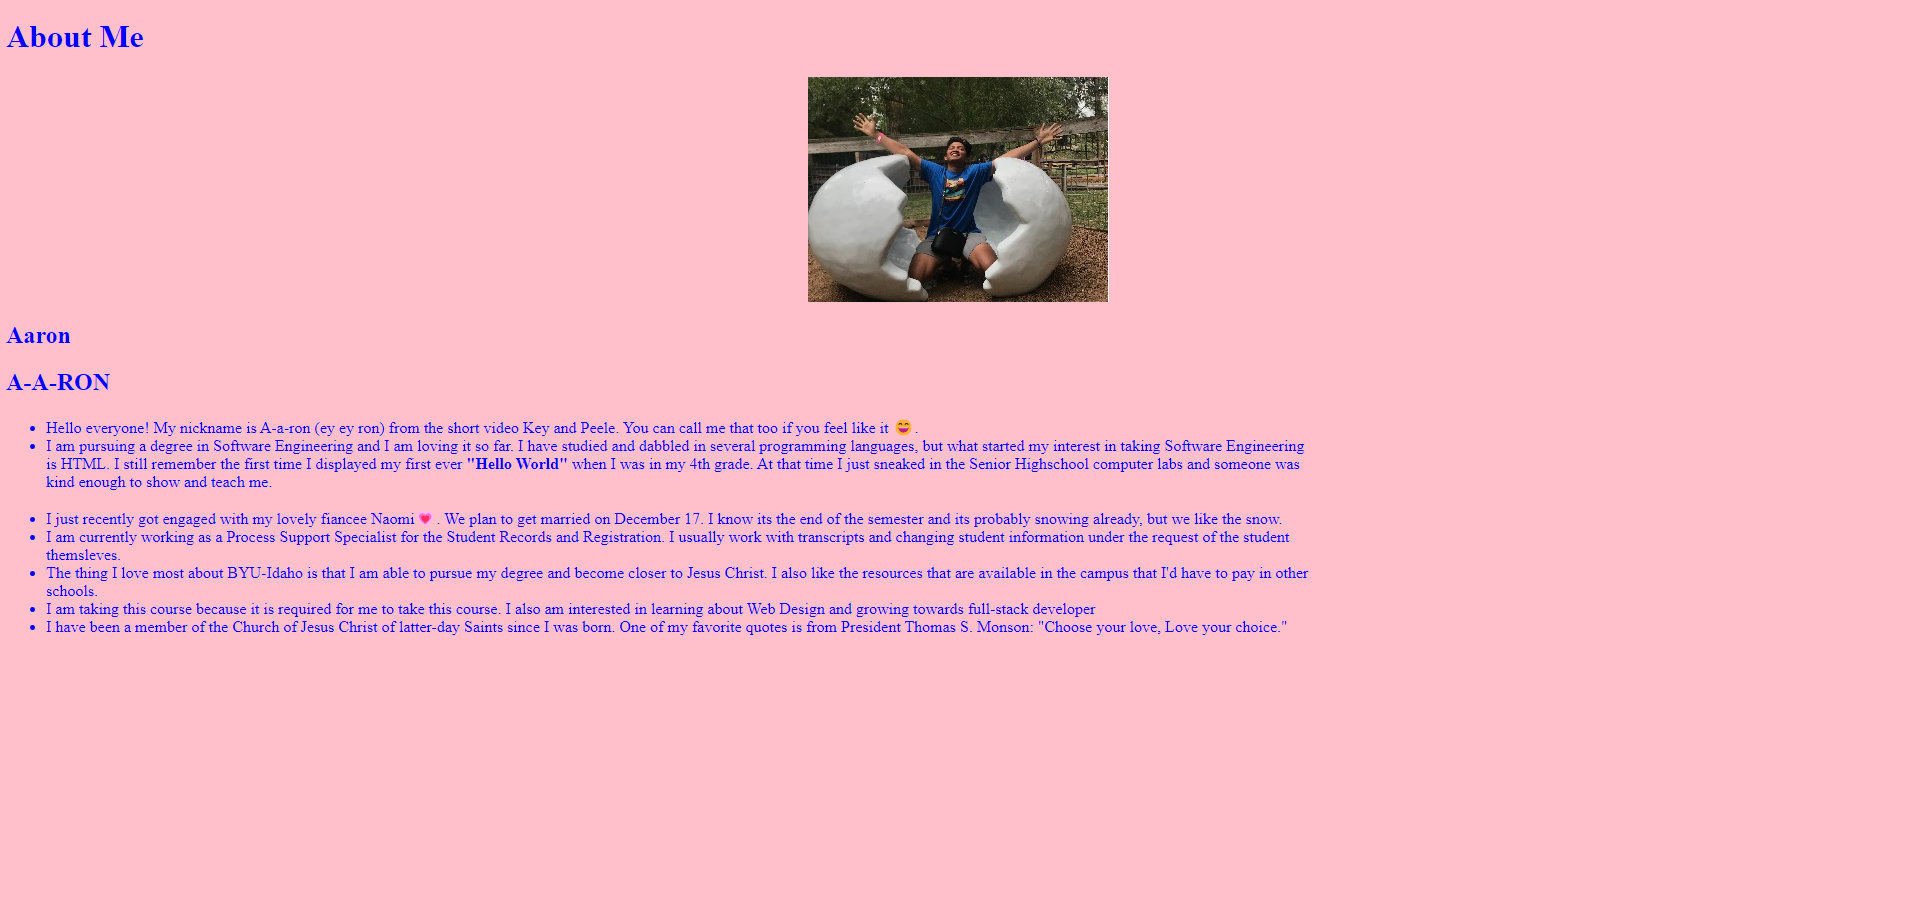 About Me
Aaron
A-A-RON
Hello everyone! My nickname is A-a-ron (ey ey ron) from the short video Key and Peele. You can call me that too if you feel like it 😄 .
I am pursuing a degree in Software Engineering and I am loving it so far. I have studied and dabbled in several programming languages, but what started my interest in taking Software Engineering
is HTML. I still remember the first time I displayed my first ever "Hello World" when I was in my 4th grade. At that time I just sneaked in the Senior Highschool computer labs and someone was
kind enough to show and teach me.
I just recently got engaged with my lovely fiancee Naomi 💗 . We plan to get married on December 17. I know its the end of the semester and its probably snowing already, but we like the snow.
I am currently working as a Process Support Specialist for the Student Records and Registration. I usually work with transcripts and changing student information under the request of the student
themsleves.
The thing I love most about BYU-Idaho is that I am able to pursue my degree and become closer to Jesus Christ. I also like the resources that are available in the campus that I'd have to pay in other
schools.
I am taking this course because it is required for me to take this course. I also am interested in learning about Web Design and growing towards full-stack developer
I have been a member of the Church of Jesus Christ of latter-day Saints since I was born. One of my favorite quotes is from President Thomas S. Monson: "Choose your love, Love your choice."